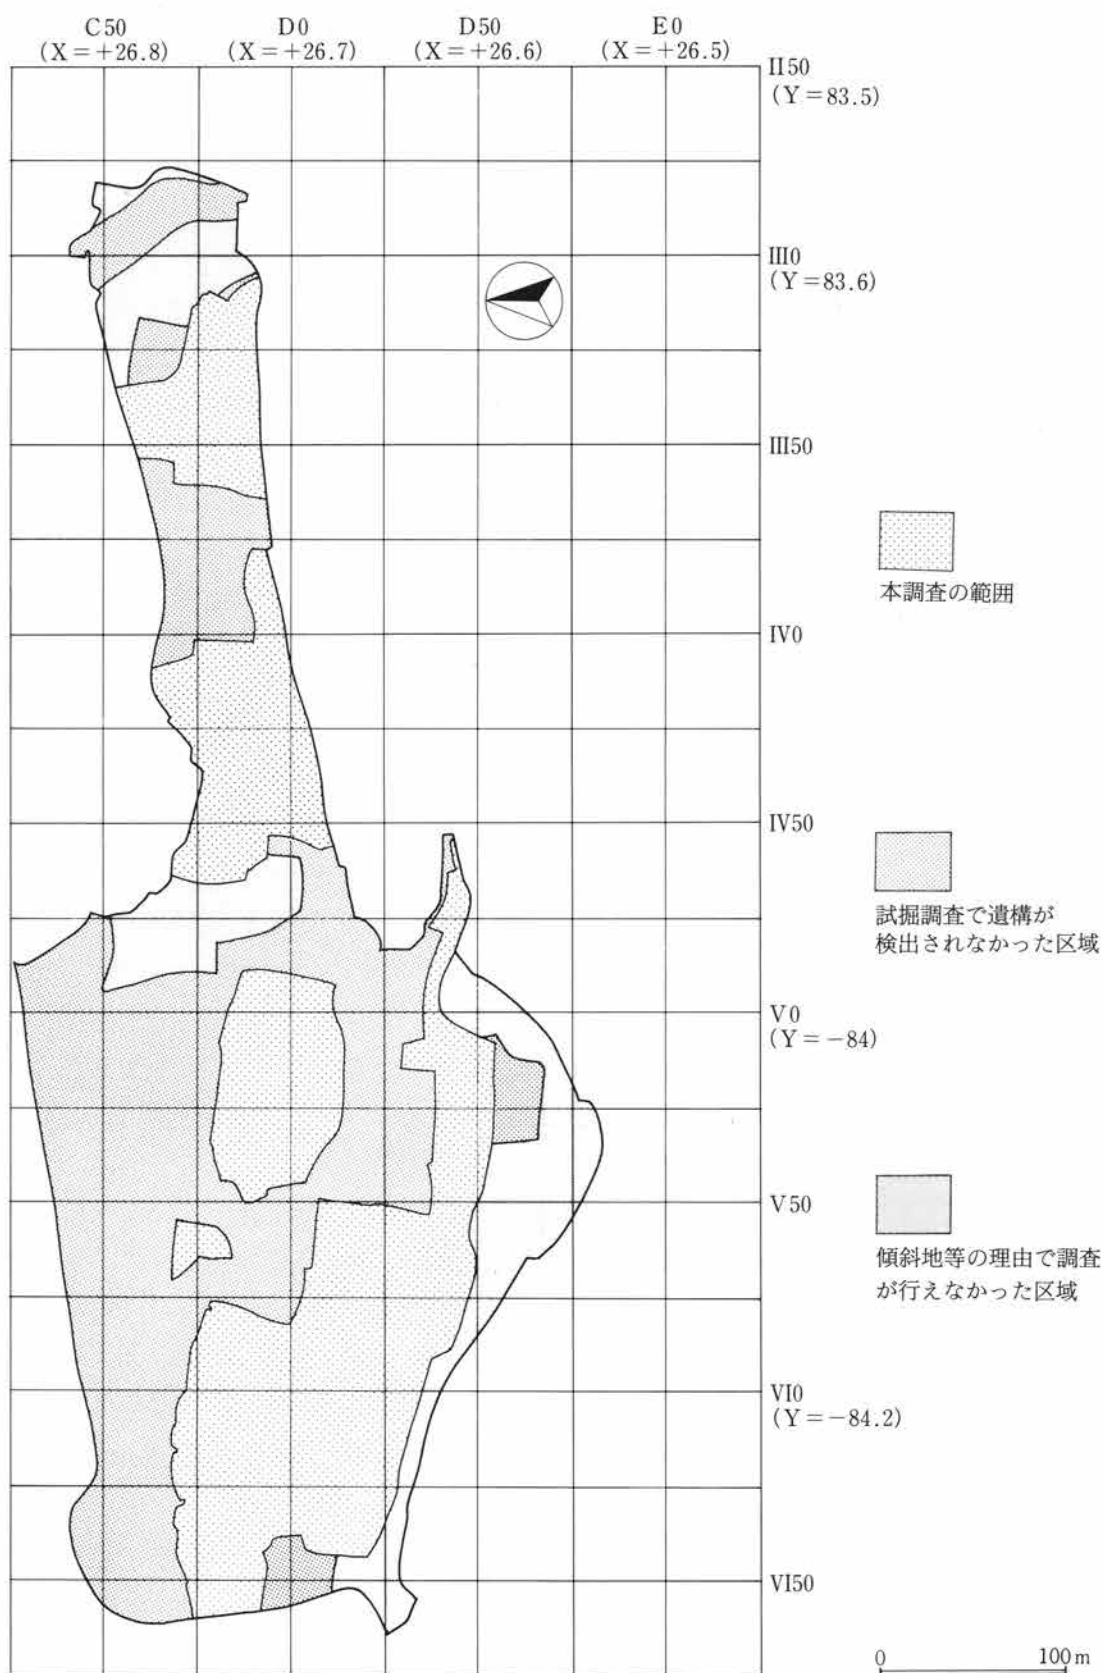 C50 D0 D50 E0
(X=+26.8) (X=+26.7) (X=+26.6) (X=+26.5)
II50
(Y=83.5)
III0
(Y=83.6)
III50
本調査の範囲
IV0
IV50
試掘調査で遺構が
検出されなかった区域
V0
(Y=-84)
V50
傾斜地等の理由で調査
が行えなかった区域
VI0
(Y=-84.2)
VI50
0 100m